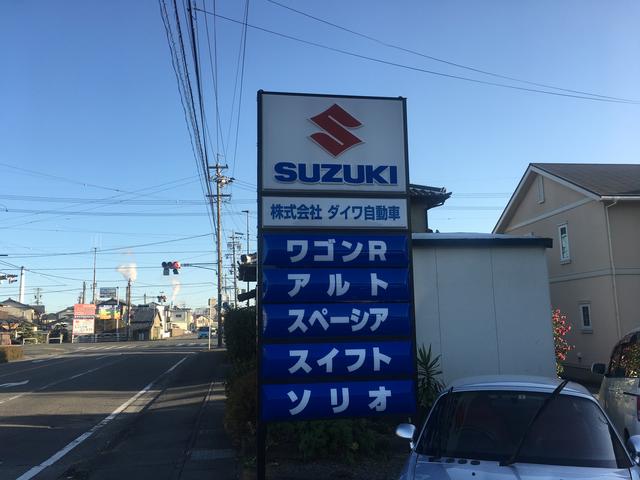 SUZUKI
株式会社 ダイワ自動車
ワゴンR
アルト
スペーシア
スイフト
ソリオ